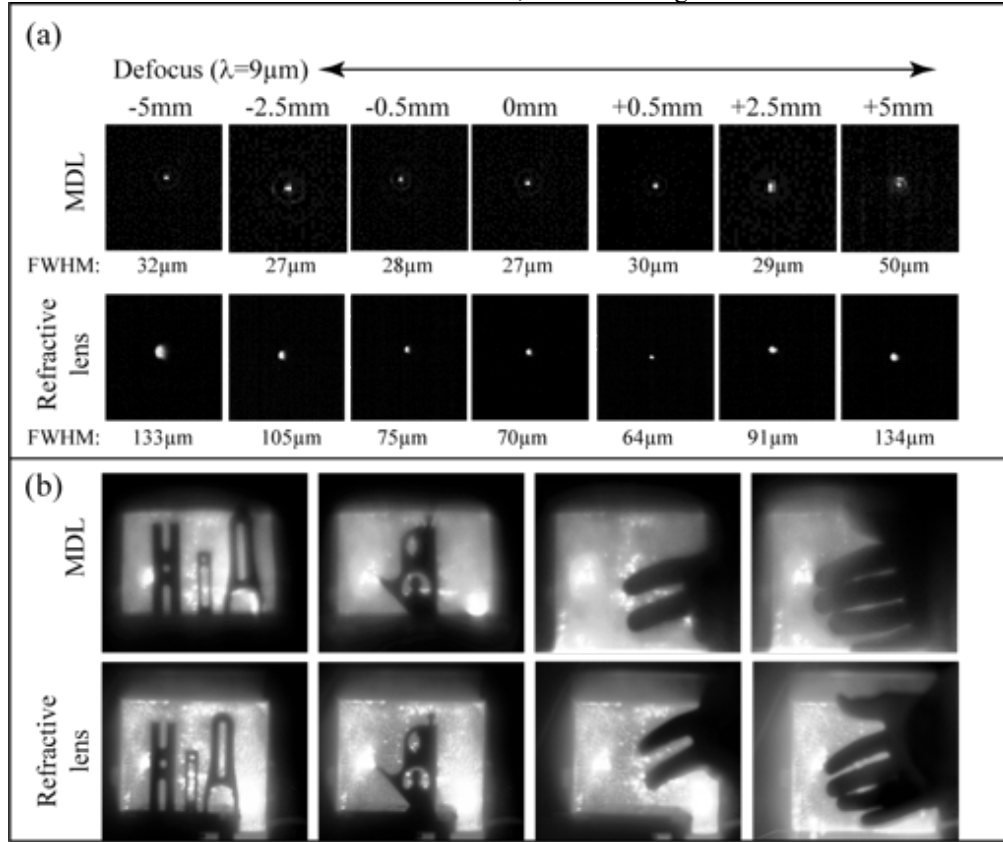 (a)
Defocus (λ=9μm)
-5mm -2.5mm -0.5mm 0mm +0.5mm +2.5mm +5mm
MDL
FWHM: 32μm 27μm 28μm 27μm 30μm 29μm 50μm
Refractive
lens
FWHM: 133μm 105μm 75μm 70μm 64μm 91μm 134μm
(b)
MDL
Refractive
lens